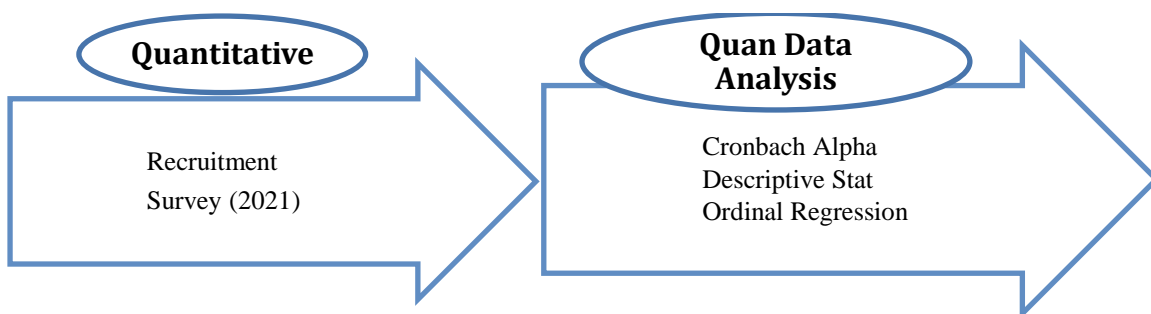 Quantitative
Recruitment
Survey (2021)
Quan Data
Analysis
Cronbach Alpha
Descriptive Stat
Ordinal Regression